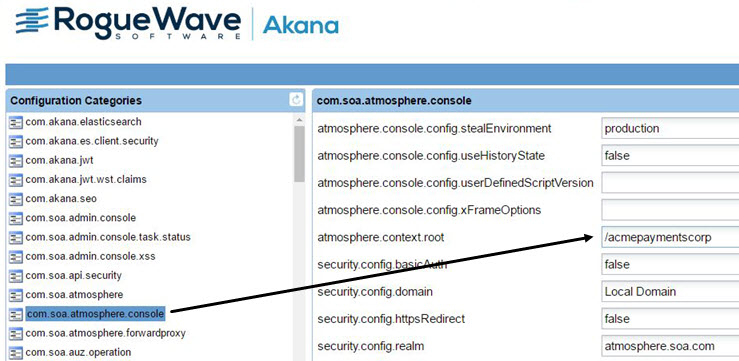 RogueWave
SOFTWARE
Akana
Configuration Categories
com.akana.elasticsearch
com.akana.es.client.security
com.akana.jwt
com.akana.jwt.wst.claims
com.akana.seo
com.soa.admin.console
com.soa.admin.console.task.status
com.soa.admin.console.xss
com.soa.api.security
com.soa.atmosphere
com.soa.atmosphere.console
com.soa.atmosphere.forwardproxy
com.soa.auz.operation
com.soa.atmosphere.console
atmosphere.console.config.stealEnvironment production
atmosphere.console.config.useHistoryState false
atmosphere.console.config.userDefinedScriptVersion
atmosphere.console.config.xFrameOptions
atmosphere.context.root /acmepaymentscorp
security.config.basicAuth false
security.config.domain Local Domain
security.config.httpsRedirect false
security.config.realm atmosphere.soa.com